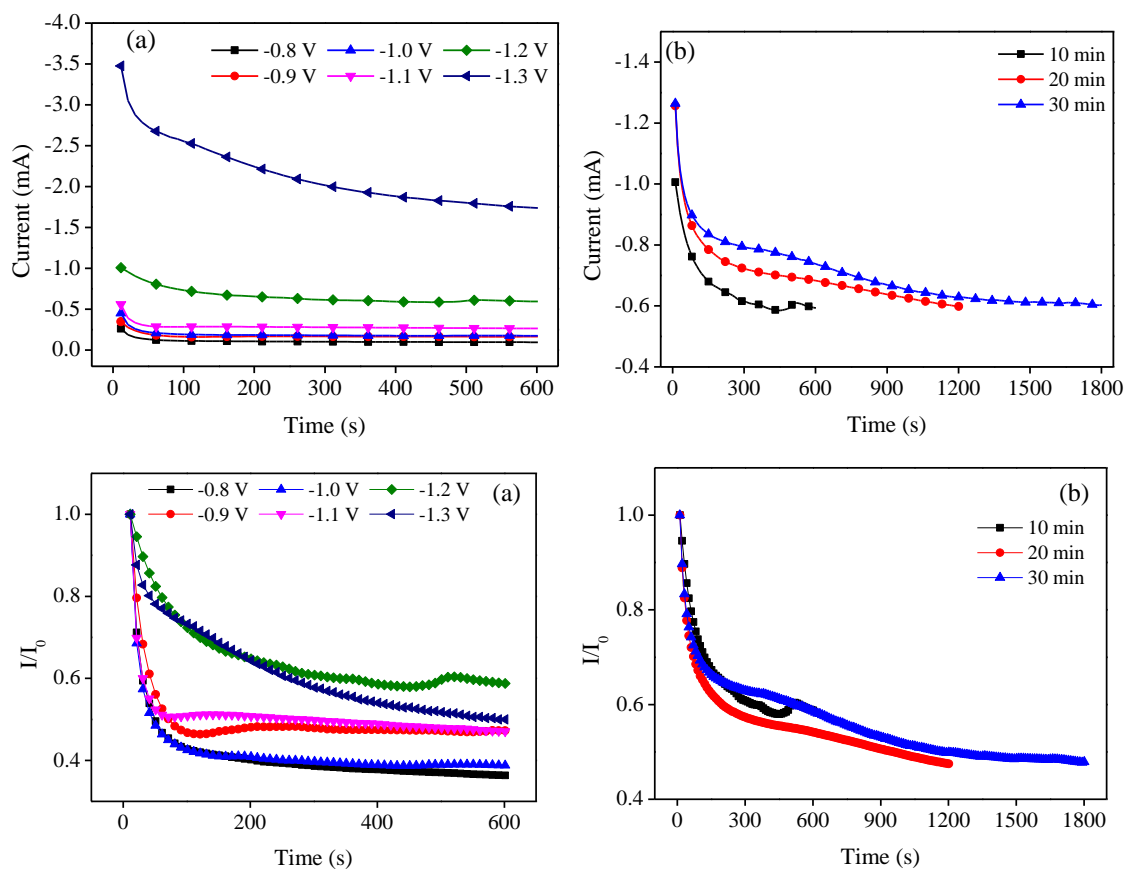 (a)
-0.8 V -1.0 V -1.2 V
-0.9 V -1.1 V -1.3 V
-4.0
-3.5
-3.0
-2.5
-2.0
-1.5
-1.0
-0.5
0.0
Current (mA)
0 100 200 300 400 500 600
Time (s)
(b)
10 min
20 min
30 min
-1.4
-1.2
-1.0
-0.8
-0.6
-0.4
Current (mA)
0 300 600 900 1200 1500 1800
Time (s)
(a)
-0.8 V -1.0 V -1.2 V
-0.9 V -1.1 V -1.3 V
1.0
0.8
0.6
0.4
I/I₀
0 200 400 600
Time (s)
(b)
10 min
20 min
30 min
1.0
0.8
0.6
0.4
I/I₀
0 300 600 900 1200 1500 1800
Time (s)